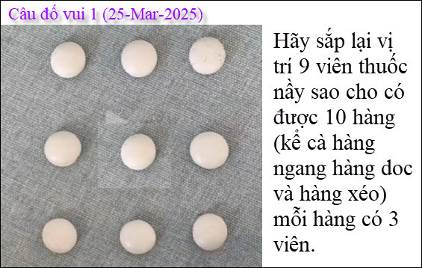 Câu đố vui 1 (25-Mar-2025)
Hãy sắp lại vị
trí 9 viên thuốc
nầy sao cho có
được 10 hàng
(kể cả hàng
ngang hàng doc
và hàng xéo)
mỗi hàng có 3
viên.